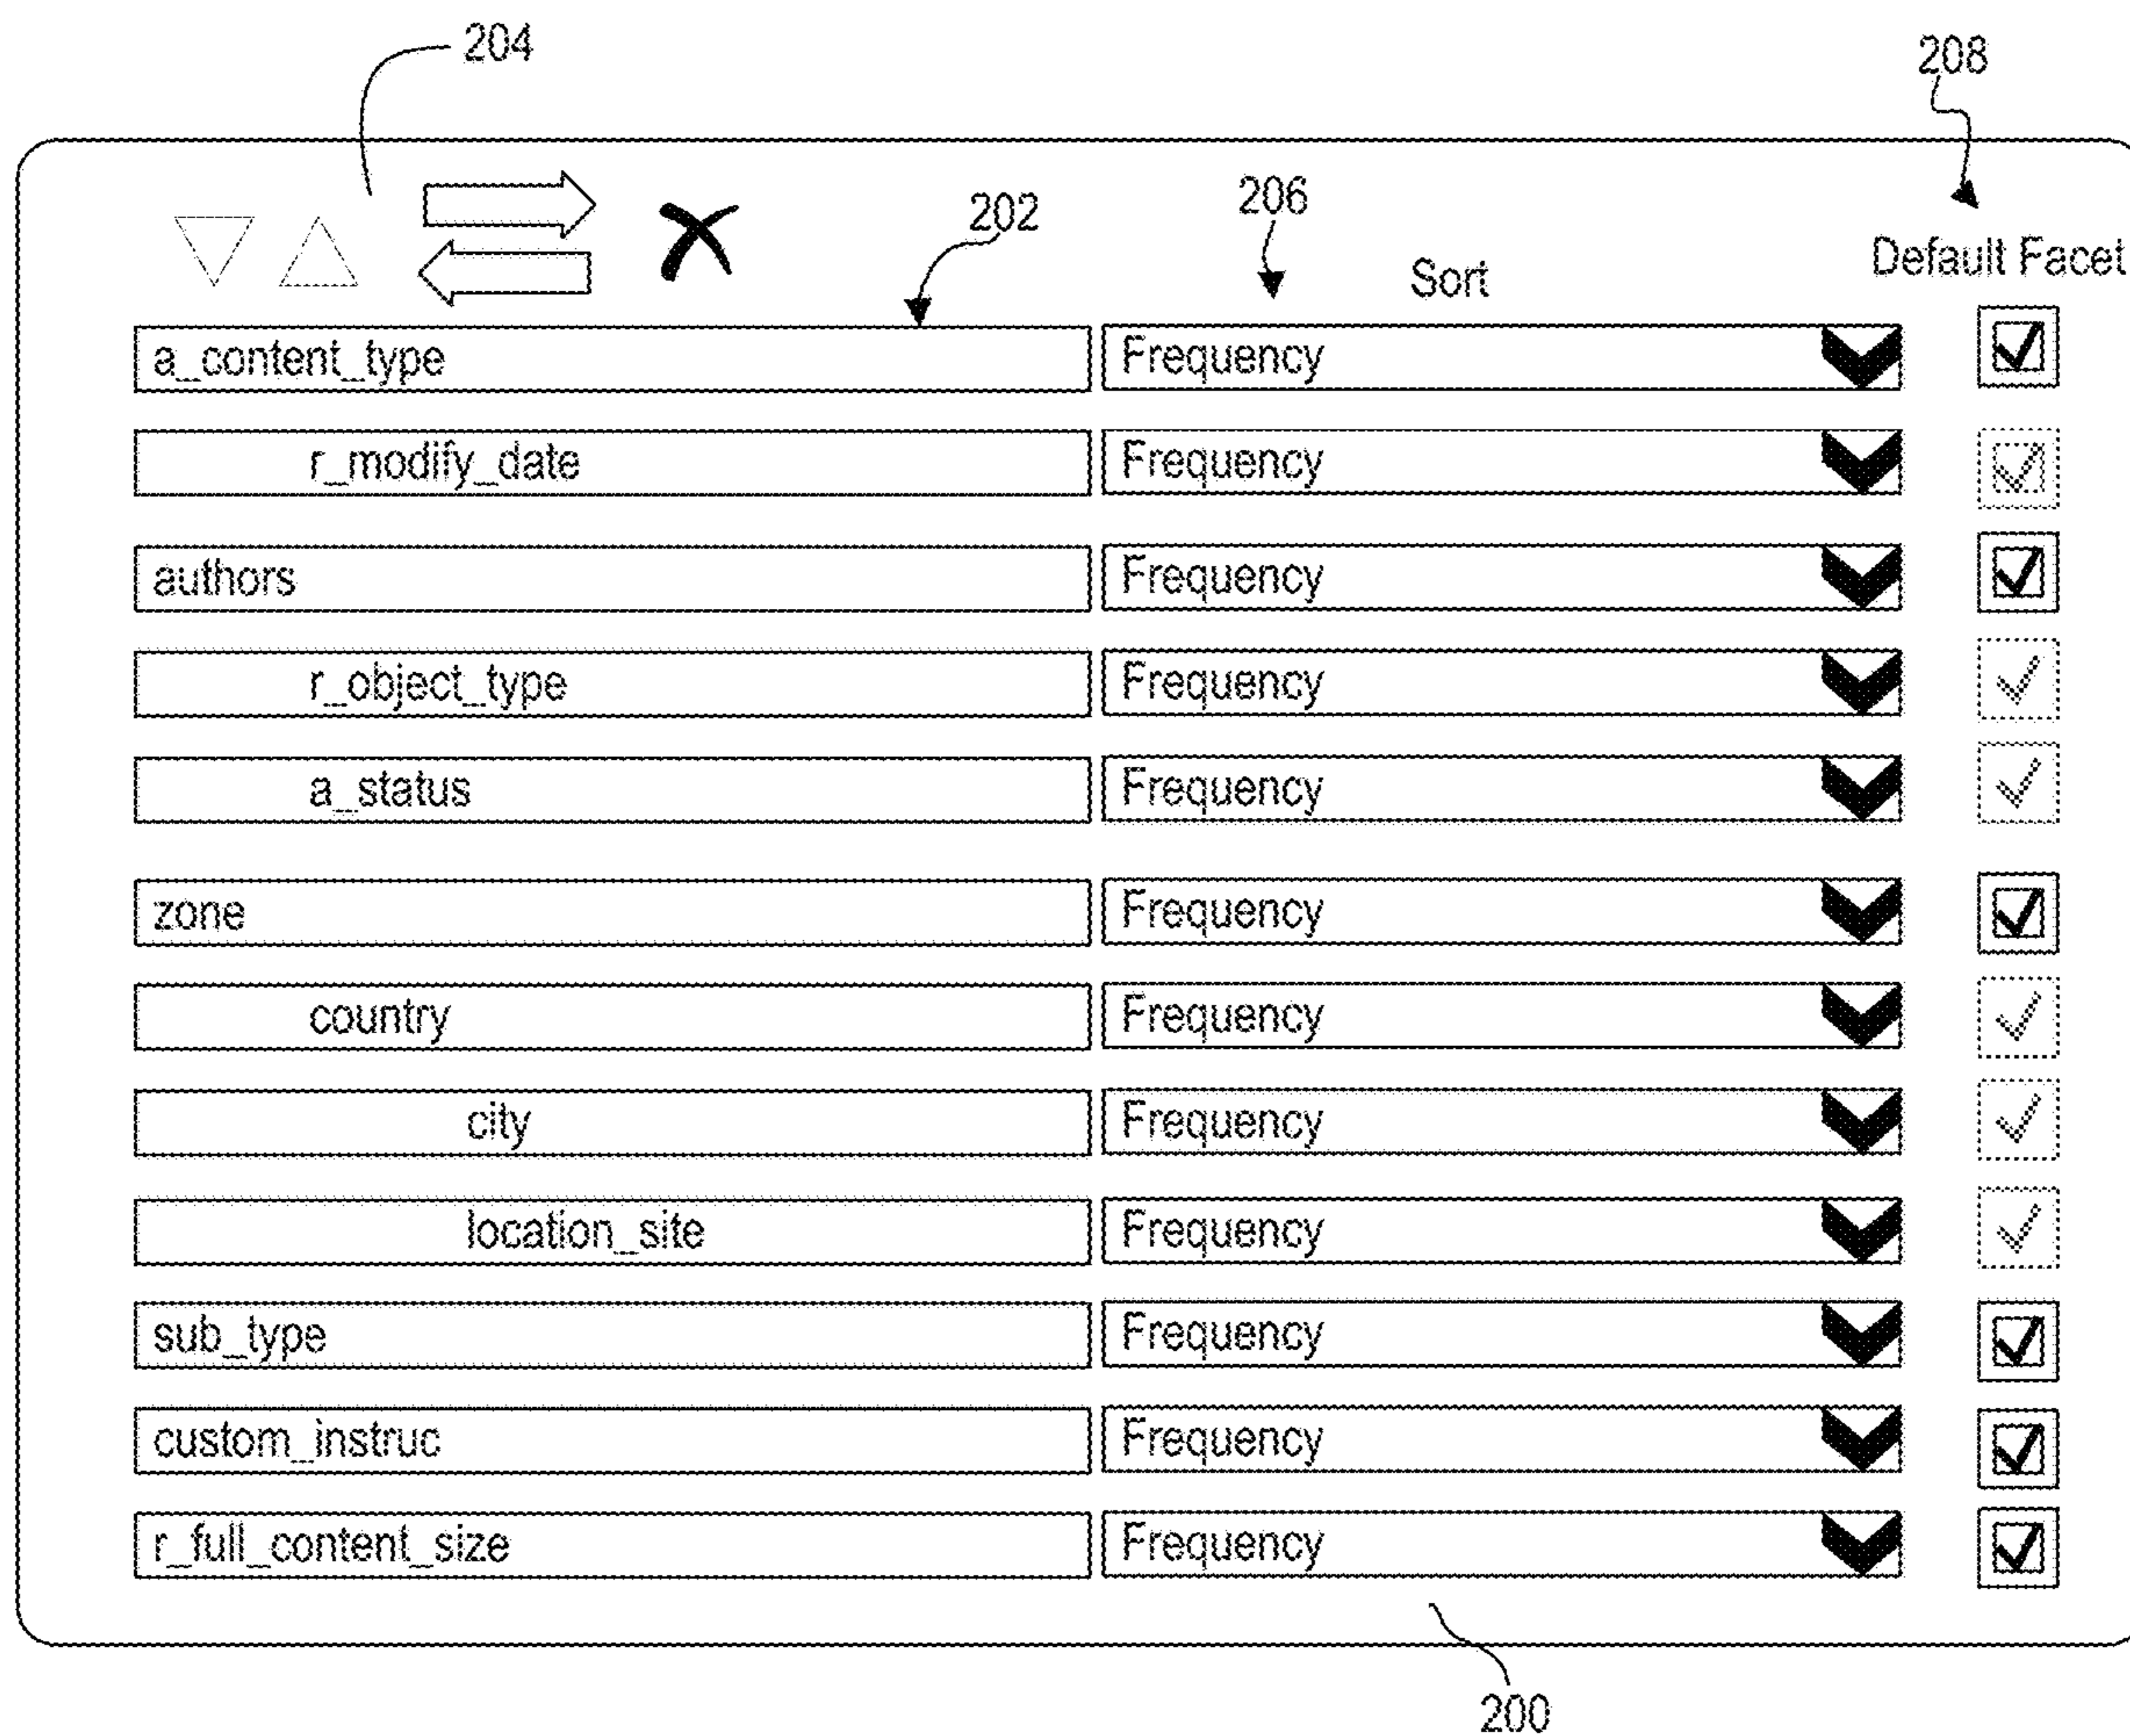 204
208
202
206
Sort
Default Facet
a_content_type Frequency
r_modify_date Frequency
authors Frequency
r_object_type Frequency
a_status Frequency
zone Frequency
country Frequency
city Frequency
location_site Frequency
sub_type Frequency
custom_instruc Frequency
r_full_content_size Frequency
200